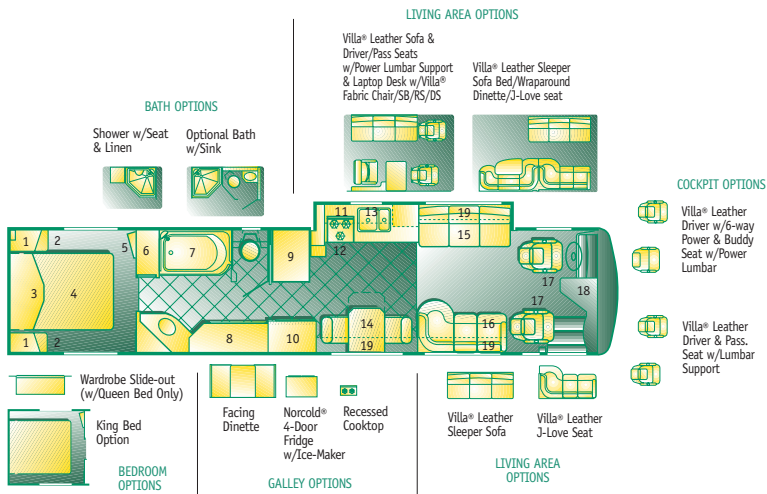 LIVING AREA OPTIONS
Villa® Leather Sofa &
Driver/Pass Seats
w/Power Lumbar Support
& Laptop Desk w/Villa®
Fabric Chair/SB/RS/DS
Villa® Leather Sleeper
Sofa Bed/Wraparound
Dinette/J-Love seat
BATH OPTIONS
Shower w/Seat
& Linen
Optional Bath
w/Sink
COCKPIT OPTIONS
Villa® Leather
Driver w/6-way
Power & Buddy
Seat w/Power
Lumbar
Villa® Leather
Driver & Pass.
Seat w/Lumbar
Support
1 2 5 6 7 9 11 13 12 19 15 17 18
3 4
1 2 8 10 14 19 16 19 17
Wardrobe Slide-out
(w/Queen Bed Only)
King Bed
Option
BEDROOM
OPTIONS
Facing
Dinette
Norcold®
4-Door
Fridge
w/Ice-Maker
Recessed
Cooktop
GALLEY OPTIONS
Villa® Leather
Sleeper Sofa
Villa® Leather
J-Love Seat
LIVING AREA
OPTIONS